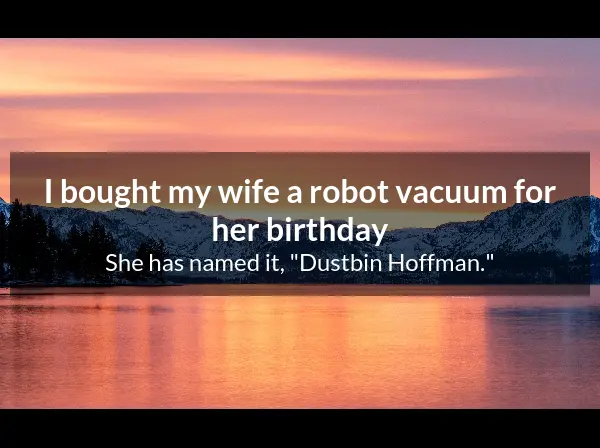 I bought my wife a robot vacuum for
her birthday
She has named it, "Dustbin Hoffman."